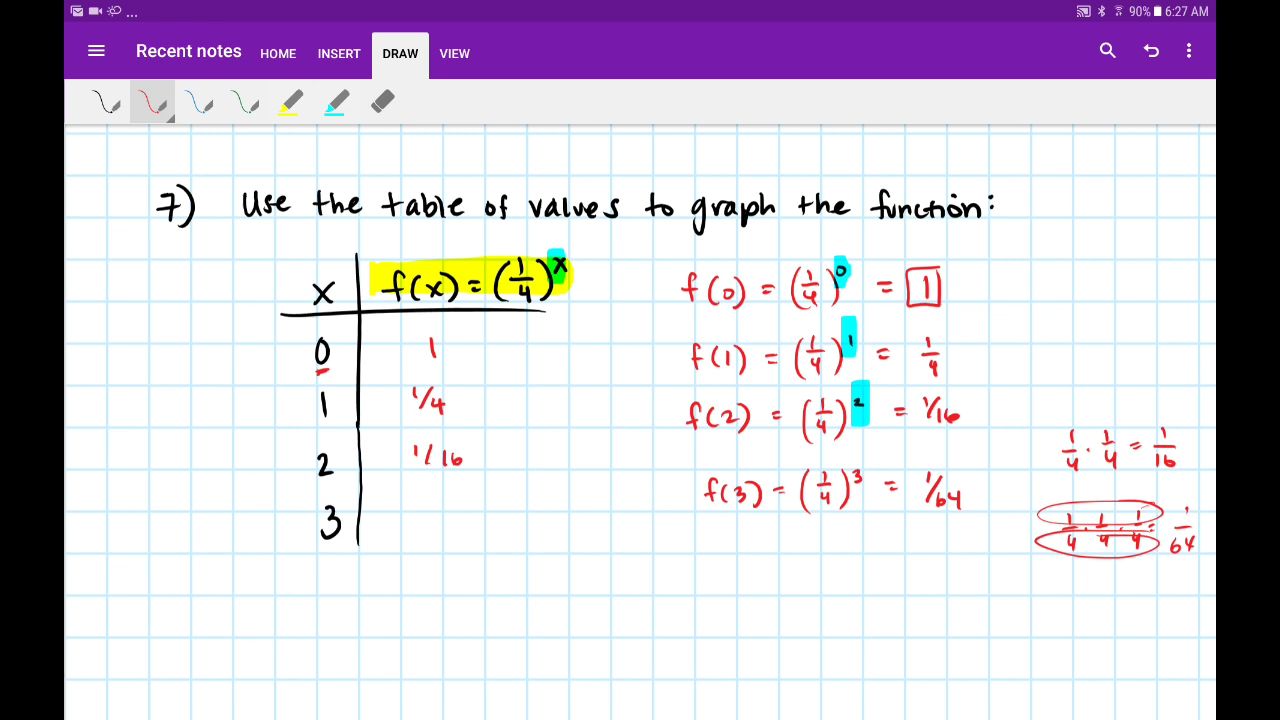 ... 90% 6:27 AM
Recent notes HOME INSERT DRAW VIEW
7) Use the table of values to graph the function:
x f(x) = (1/4)^x
0 1
1 1/4
2 1/16
3
f(0) = (1/4)^0 = 1
f(1) = (1/4)^1 = 1/4
f(2) = (1/4)^2 = 1/16
f(3) = (1/4)^3 = 1/64
1/4 · 1/4 = 1/16
1/4 · 1/4 · 1/4 = 1/64